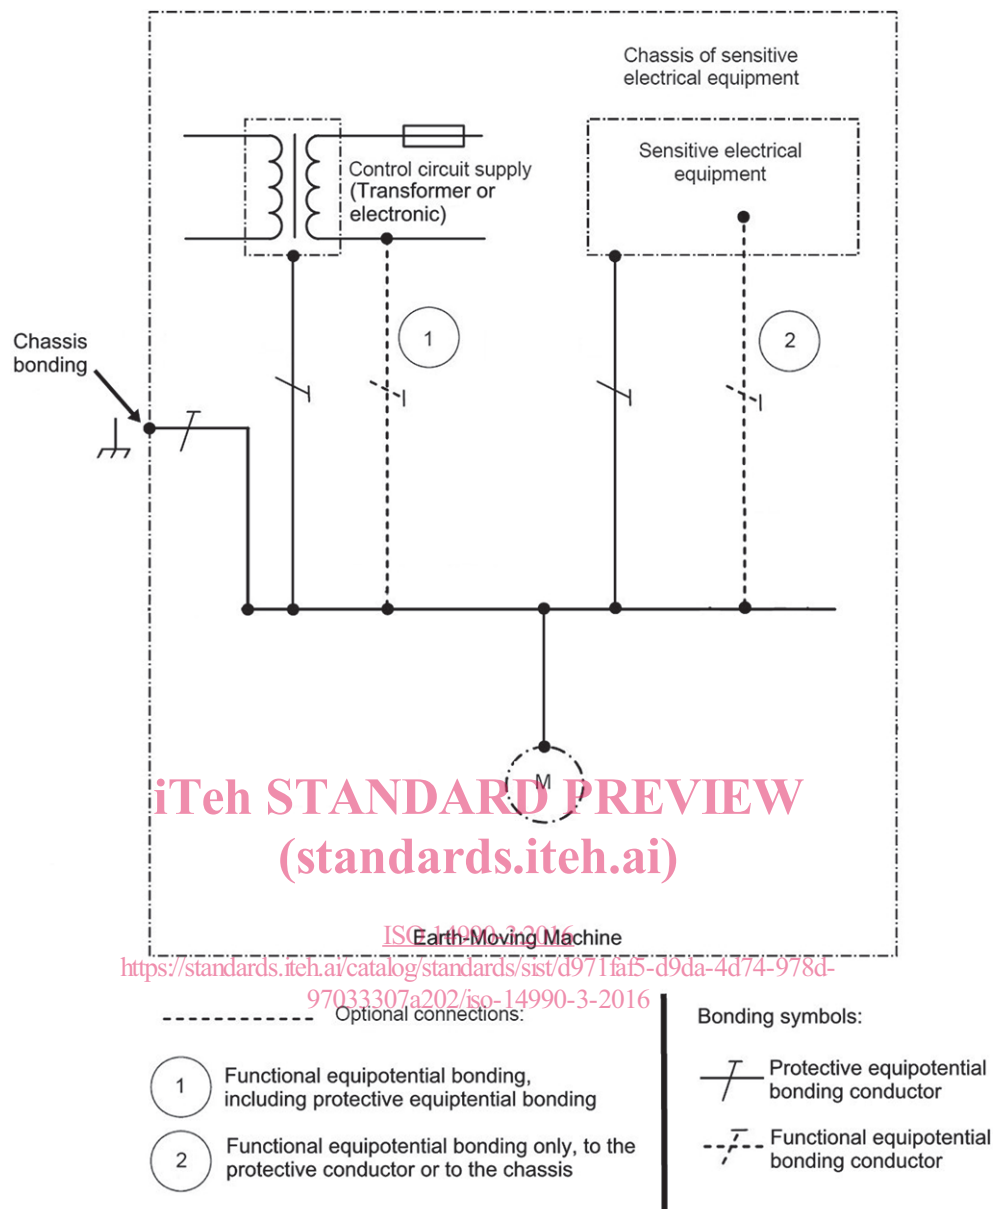 Chassis of sensitive
electrical equipment
Sensitive electrical
equipment
Control circuit supply
(Transformer or
electronic)
1
2
Chassis
bonding
M
iTeh STANDARD PREVIEW
(standards.iteh.ai)
ISO 14990-3:2016
Earth-Moving Machine
https://standards.iteh.ai/catalog/standards/sist/d971faf5-d9da-4d74-978d-
97033307a202/iso-14990-3-2016
Optional connections:
1
Functional equipotential bonding,
including protective equiptential bonding
2
Functional equipotential bonding only, to the
protective conductor or to the chassis
Bonding symbols:
Protective equipotential
bonding conductor
Functional equipotential
bonding conductor